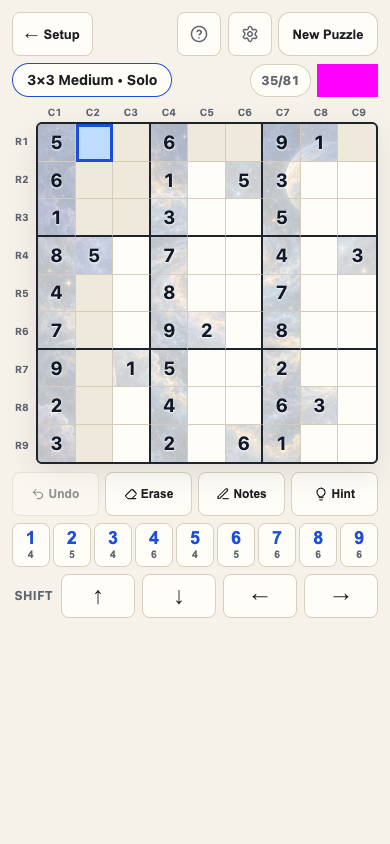 ← Setup
New Puzzle
3×3 Medium • Solo
35/81
C1 C2 C3 C4 C5 C6 C7 C8 C9
R1 5 6 9 1
R2 6 1 5 3
R3 1 3 5
R4 8 5 7 4 3
R5 4 8 7
R6 7 9 2 8
R7 9 1 5 2
R8 2 4 6 3
R9 3 2 6 1
Undo Erase Notes Hint
1 2 3 4 5 6 7 8 9
4 5 4 6 4 5 6 6 6
SHIFT ↑ ↓ ← →